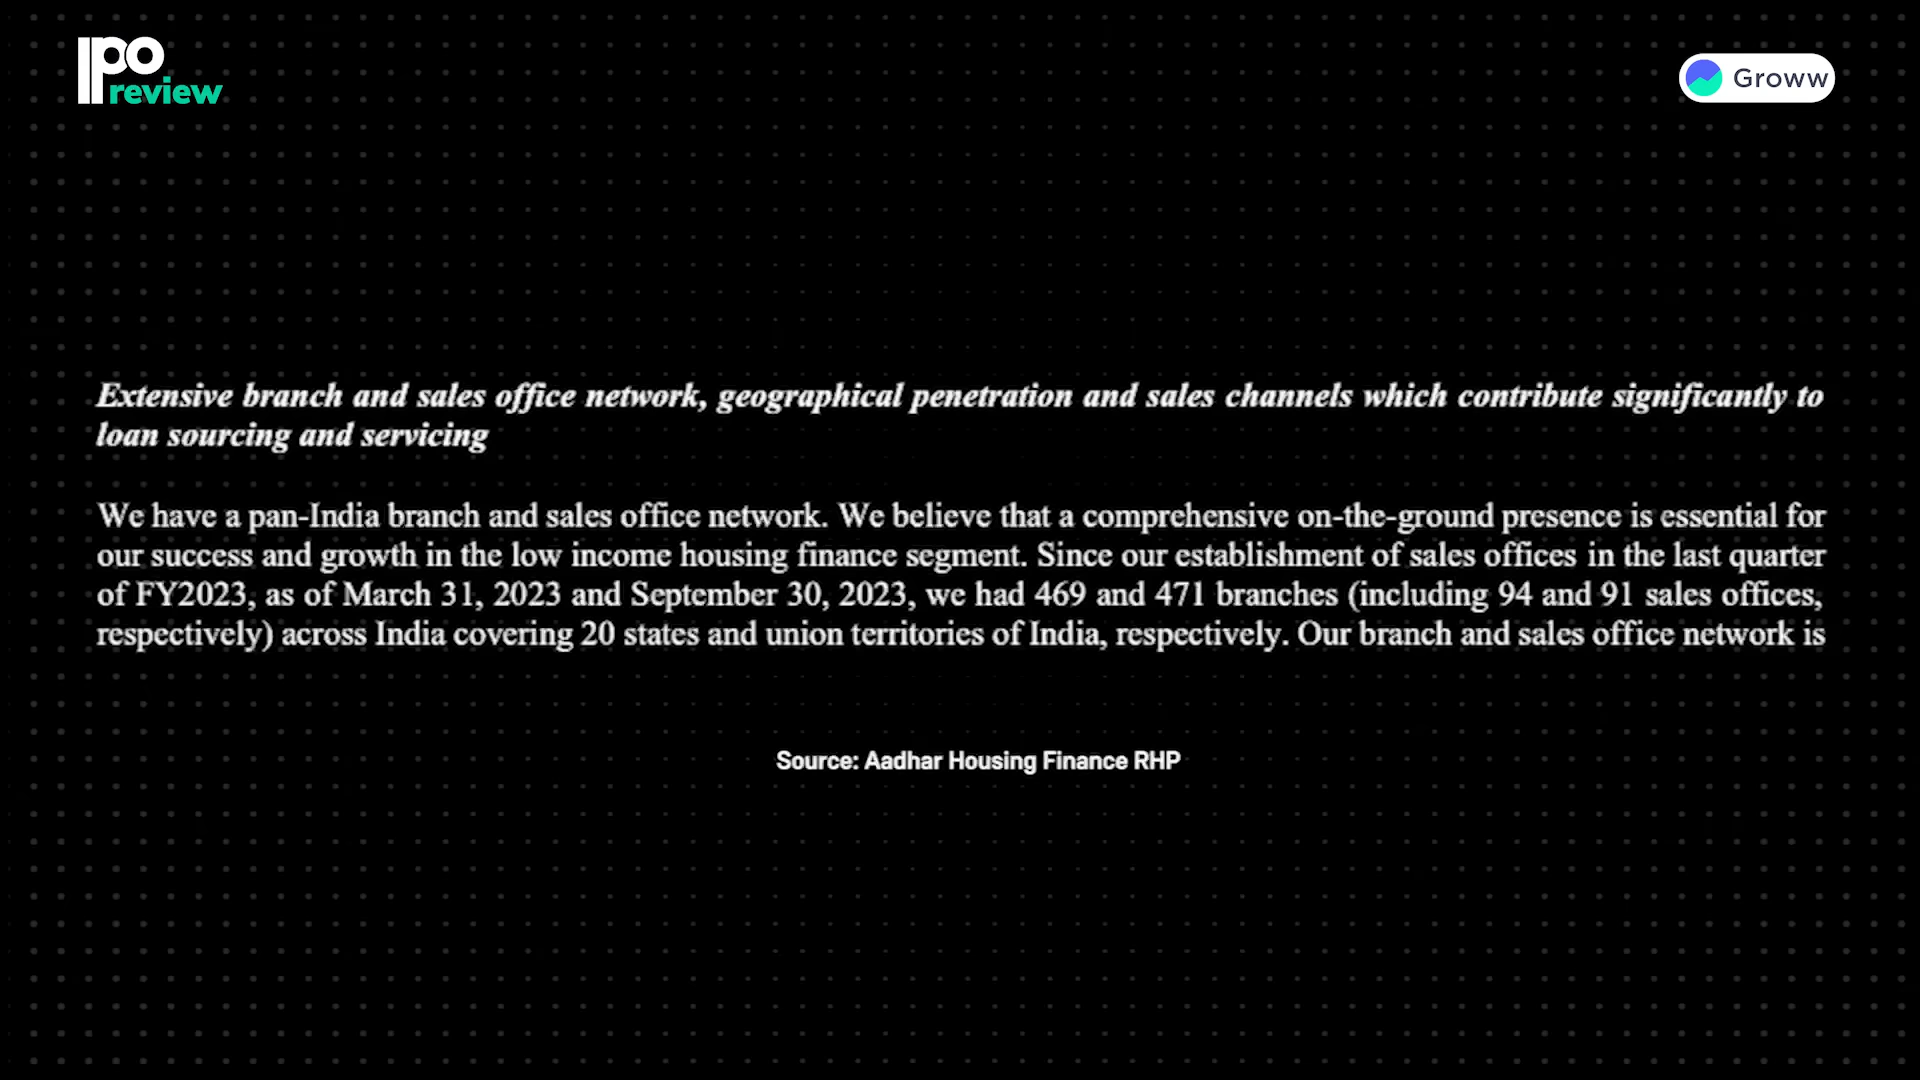 IPO
review
Groww
Extensive branch and sales office network, geographical penetration and sales channels which contribute significantly to
loan sourcing and servicing
We have a pan-India branch and sales office network. We believe that a comprehensive on-the-ground presence is essential for
our success and growth in the low income housing finance segment. Since our establishment of sales offices in the last quarter
of FY2023, as of March 31, 2023 and September 30, 2023, we had 469 and 471 branches (including 94 and 91 sales offices,
respectively) across India covering 20 states and union territories of India, respectively. Our branch and sales office network is
Source: Aadhar Housing Finance RHP